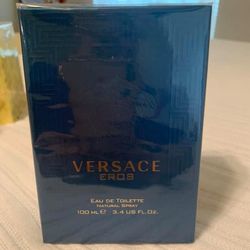 VERSACE
EROS
EAU DE TOILETTE
NATURAL SPRAY
100 ML ℮ 3.4 US FL.OZ.